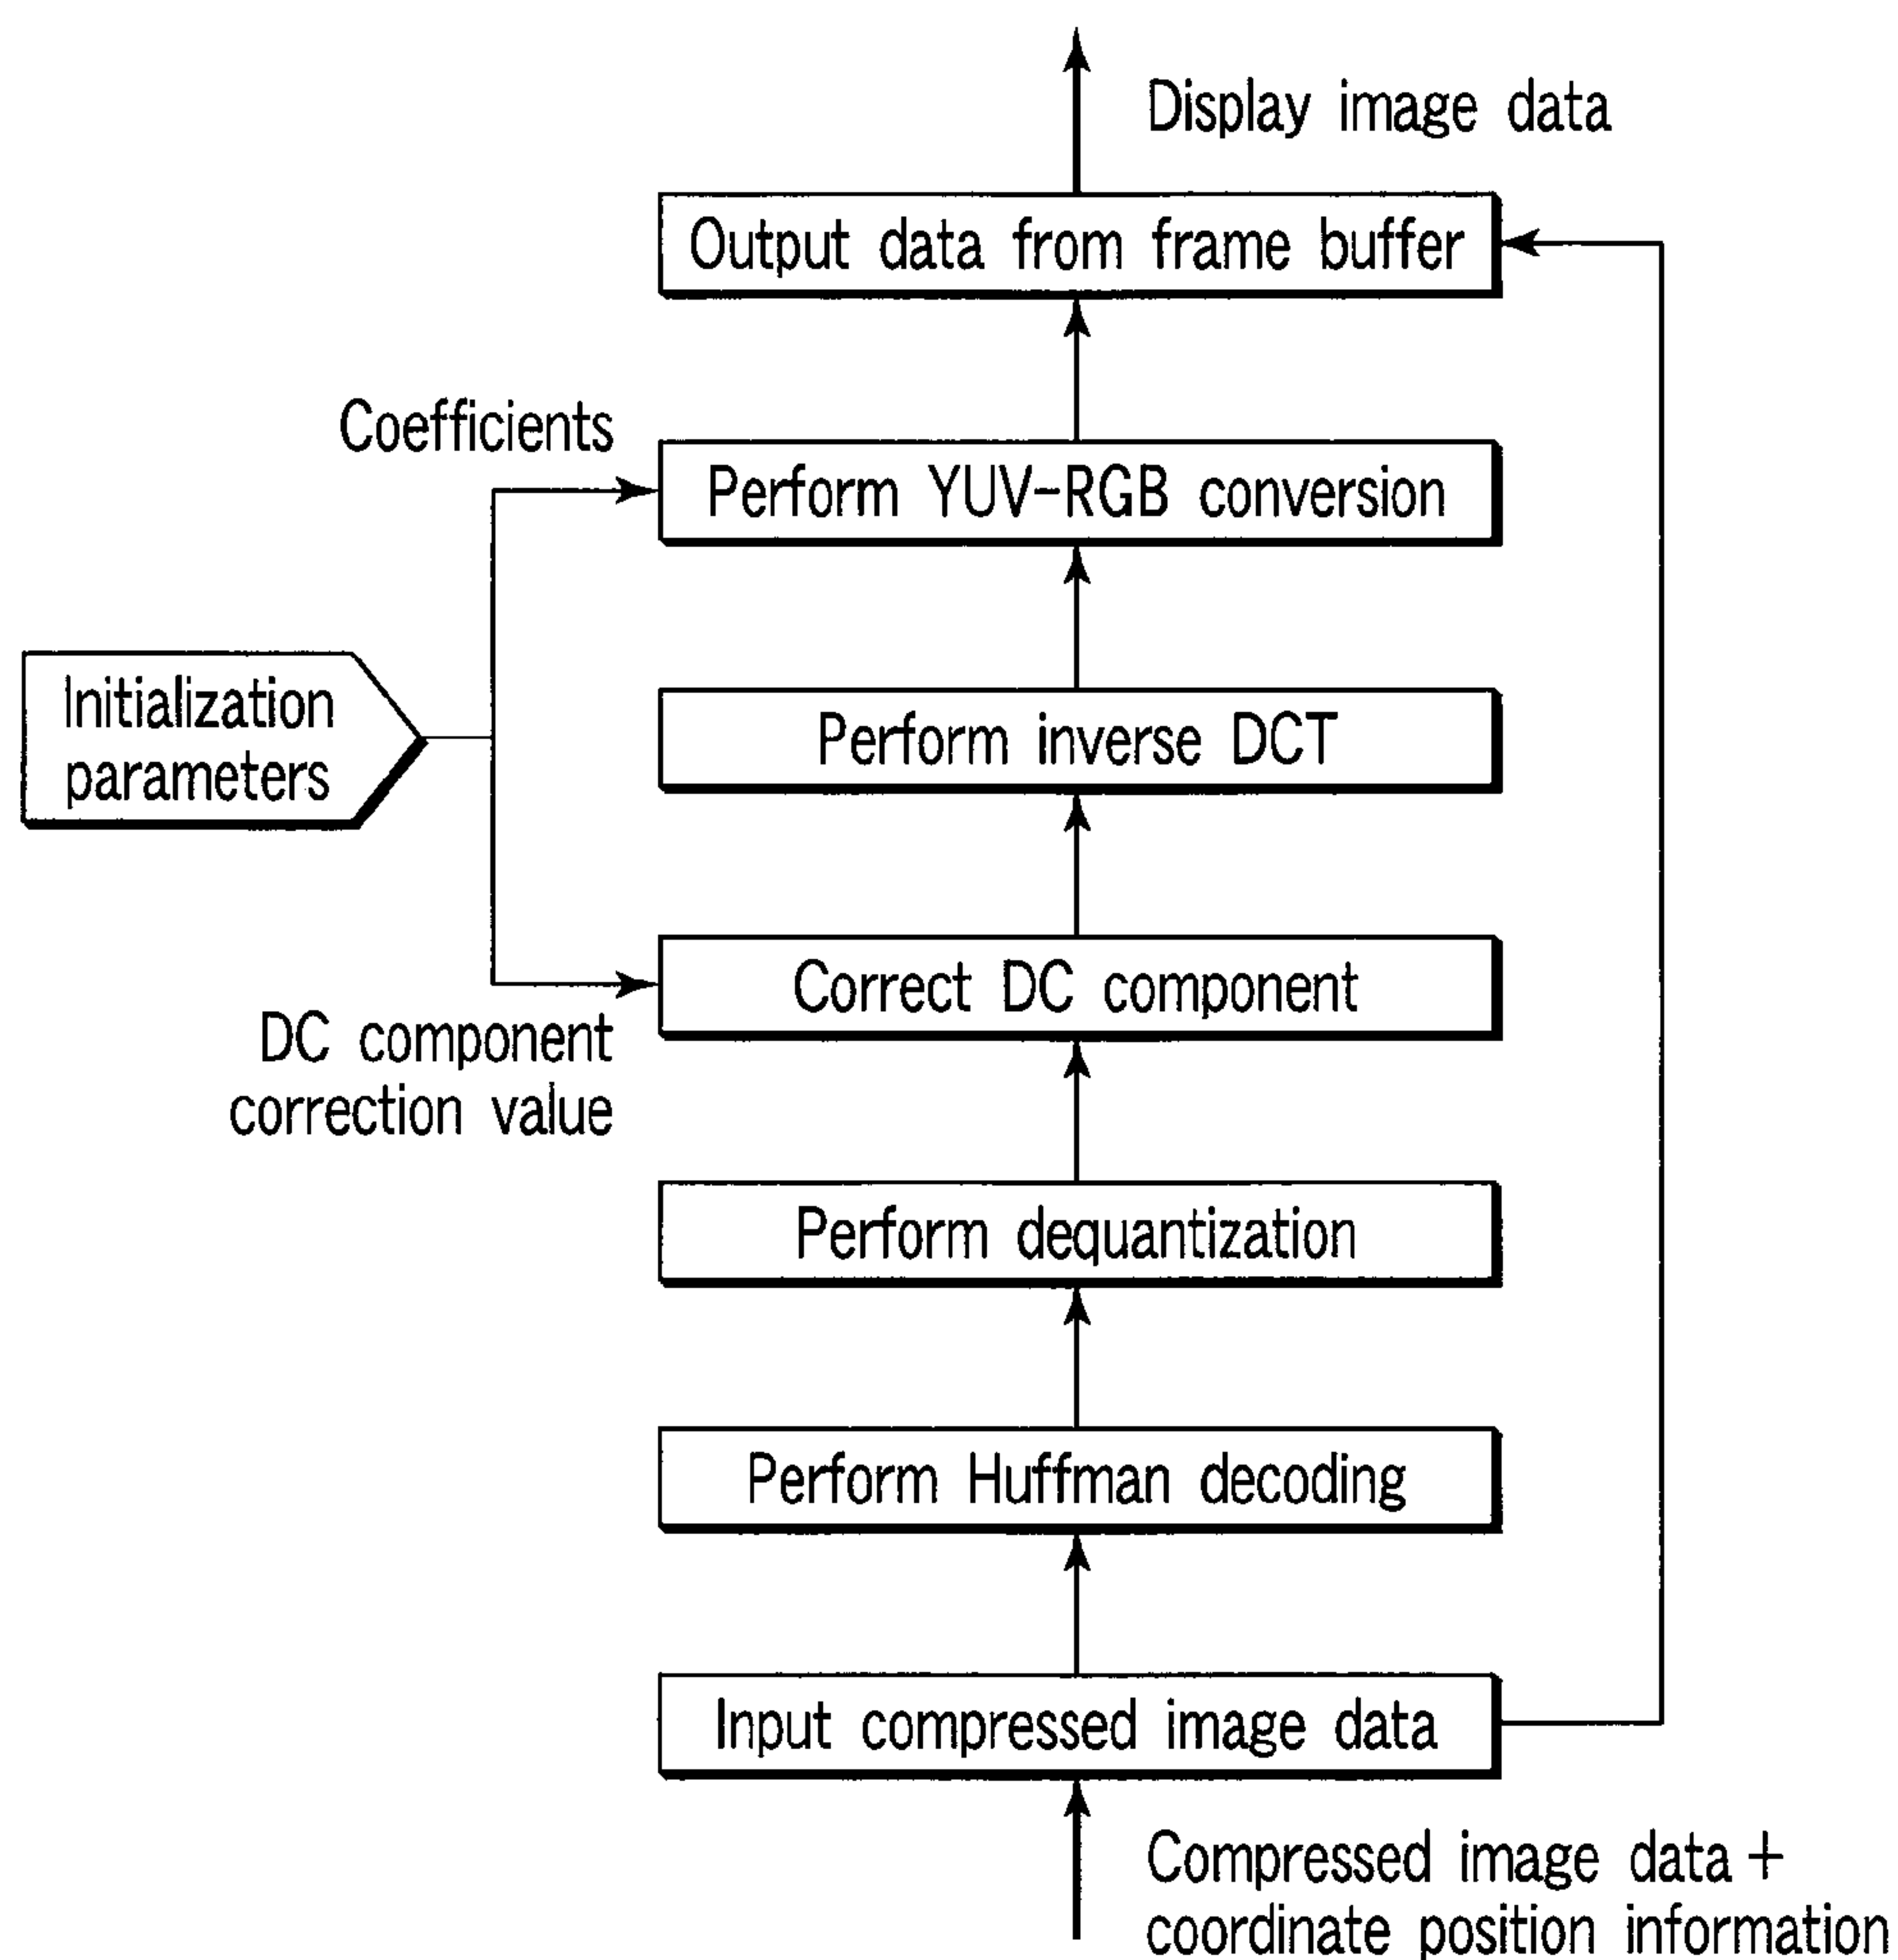 Display image data
Output data from frame buffer
Coefficients
Perform YUV-RGB conversion
Initialization
parameters
Perform inverse DCT
Correct DC component
DC component
correction value
Perform dequantization
Perform Huffman decoding
Input compressed image data
Compressed image data +
coordinate position information